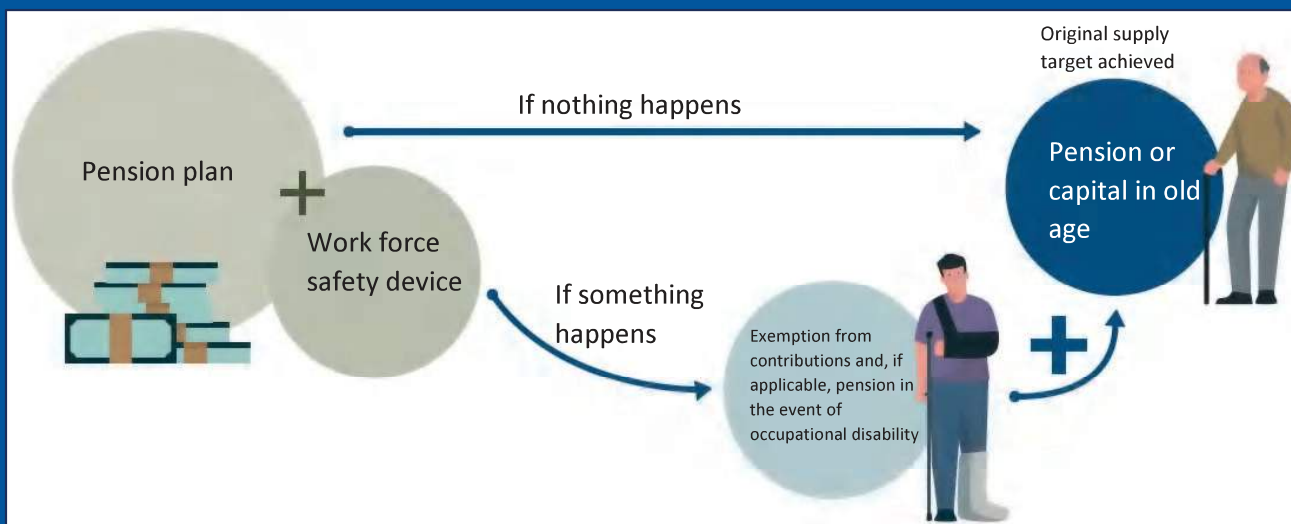 Original supply
target achieved
If nothing happens
Pension plan
Pension or
capital in old
age
Work force
safety device
If something
happens
Exemption from
contributions and, if
applicable, pension in
the event of
occupational disability